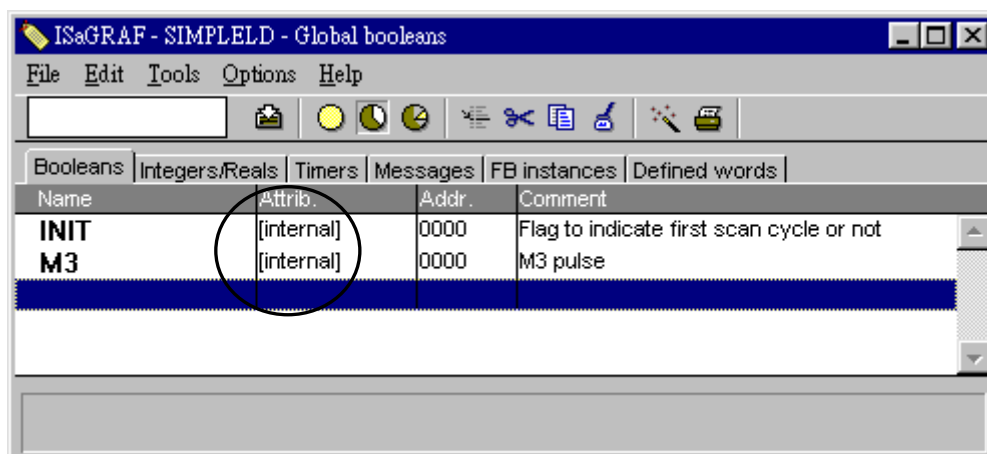 ISaGRAF - SIMPLELD - Global booleans
File Edit Tools Options Help
Booleans Integers/Reals Timers Messages FB instances Defined words
Name Attrib. Addr. Comment
INIT [internal] 0000 Flag to indicate first scan cycle or not
M3 [internal] 0000 M3 pulse